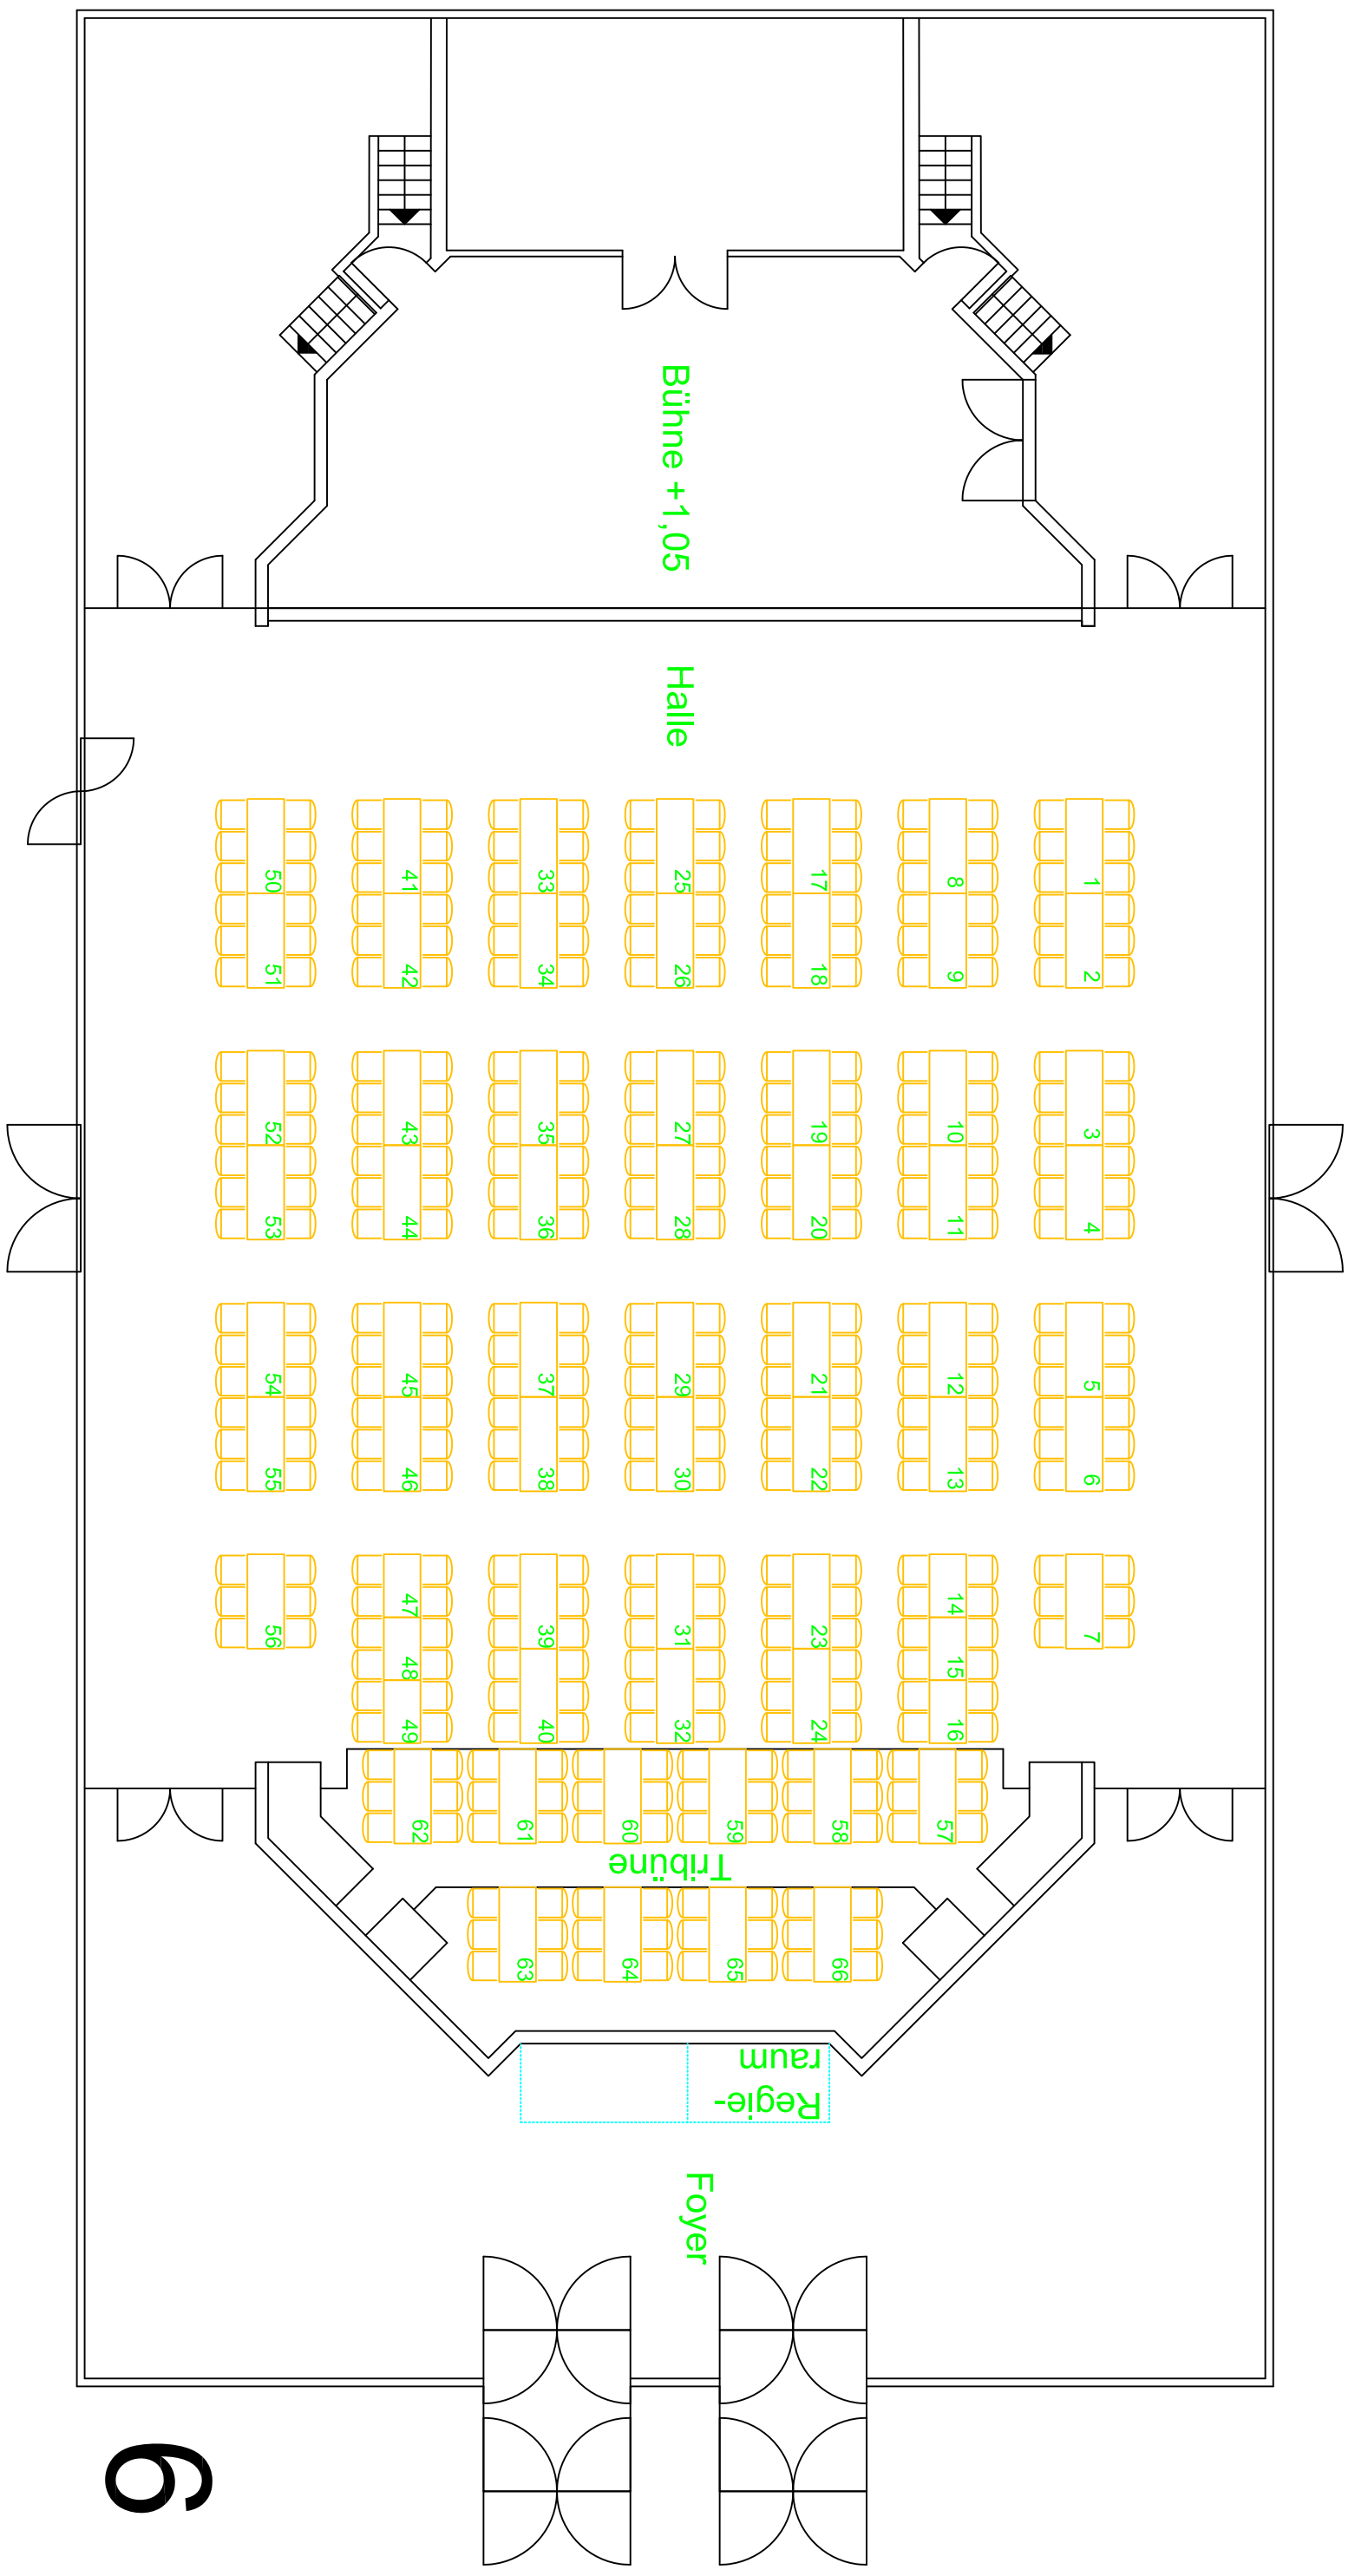 Bühne +1,05
Halle
50 41 33 25 17 8 1
51 42 34 26 18 9 2
52 43 35 27 19 10 3
53 44 36 28 20 11 4
54 45 37 29 21 12 5
55 46 38 30 22 13 6
56 47 39 31 23 14 7
48 15
49 40 32 24 16
62 61 60 59 58 57
Tribüne
63 64 65 66
Regie-
raum
Foyer
6